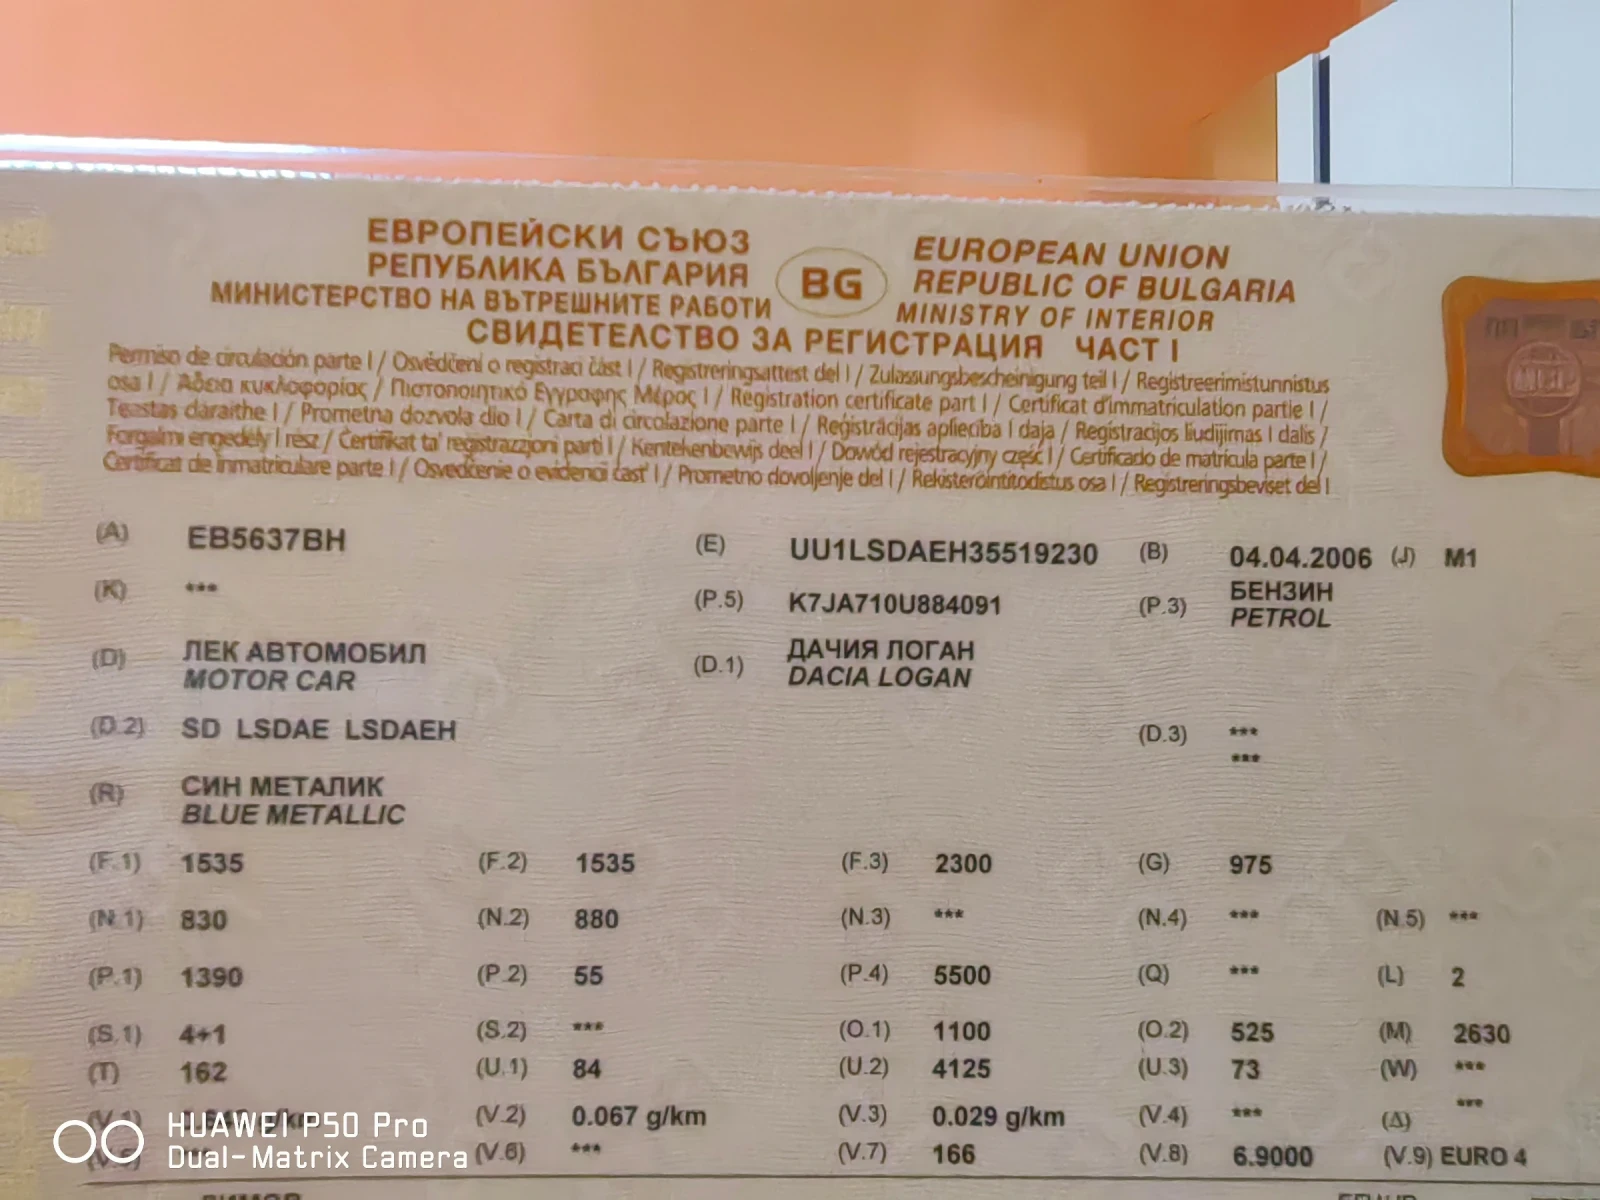 ЕВРОПЕЙСКИ СЪЮЗ
РЕПУБЛИКА БЪЛГАРИЯ
МИНИСТЕРСТВО НА ВЪТРЕШНИТЕ РАБОТИ
BG
EUROPEAN UNION
REPUBLIC OF BULGARIA
MINISTRY OF INTERIOR
СВИДЕТЕЛСТВО ЗА РЕГИСТРАЦИЯ ЧАСТ I
Permiso de circulación parte I / Osvědčení o registraci část I / Registreringsattest del I / Zulassungsbescheinigung teil I / Registreerimistunnistus
osa I / Άδεια κυκλοφορίας / Πιστοποιητικό Εγγραφης Μέρος I / Registration certificate part I / Certificat d'immatriculation partie I /
Teastas daraithe I / Prometna dozvola dio I / Carta di circolazione parte I / Reģistrācijas apliecība I daja / Registracijos liudijimas I dalis /
Forgalmi engedély I rész / Ċertifikat ta' reġistrazzjoni parti I / Kentekenbewijs deel I / Dowód rejestracyjny część I / Certificado de matrícula parte I /
Certificat de înmatriculare parte I / Osvedčenie o evidencii časť I / Prometno dovoljenje del I / Rekisteröintitodistus osa I / Registreringsbeviset del I
(A) EB5637BH (E) UU1LSDAEH35519230 (B) 04.04.2006 (J) M1
(K) *** (P.5) K7JA710U884091 (P.3) БЕНЗИН
PETROL
(D) ЛЕК АВТОМОБИЛ (D.1) ДАЧИЯ ЛОГАН
MOTOR CAR DACIA LOGAN
(D.2) SD LSDAE LSDAEH (D.3) ***
***
(R) СИН МЕТАЛИК
BLUE METALLIC
(F.1) 1535 (F.2) 1535 (F.3) 2300 (G) 975
(N.1) 830 (N.2) 880 (N.3) *** (N.4) *** (N.5) ***
(P.1) 1390 (P.2) 55 (P.4) 5500 (Q) *** (L) 2
(S.1) 4+1 (S.2) *** (O.1) 1100 (O.2) 525 (M) 2630
(T) 162 (U.1) 84 (U.2) 4125 (U.3) 73 (W) ***
(V.1) (V.2) 0.067 g/km (V.3) 0.029 g/km (V.4) *** (Δ) ***
(V.6) *** (V.7) 166 (V.8) 6.9000 (V.9) EURO 4
HUAWEI P50 Pro
Dual-Matrix Camera